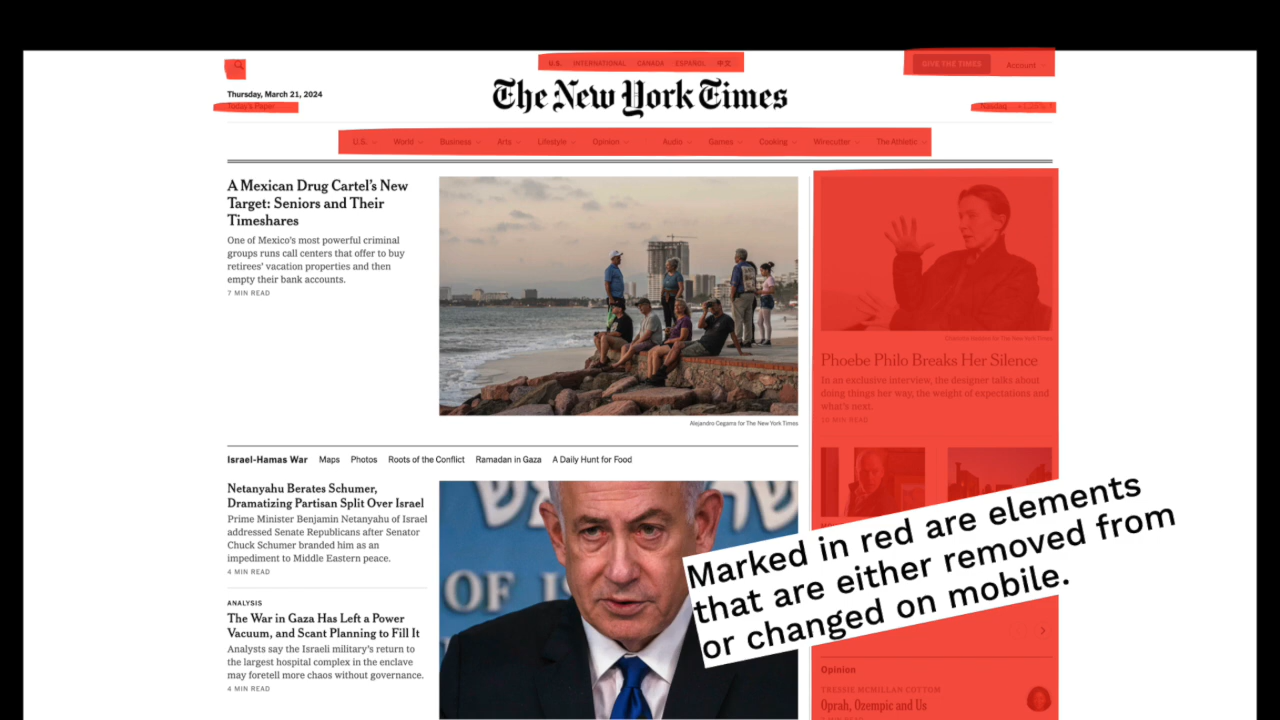 U.S. INTERNATIONAL CANADA ESPAÑOL 中文
GIVE THE TIMES Account
Thursday, March 21, 2024
Today's Paper
The New York Times
Nasdaq
U.S. World Business Arts Lifestyle Opinion Audio Games Cooking Wirecutter The Athletic
A Mexican Drug Cartel's New
Target: Seniors and Their
Timeshares
One of Mexico's most powerful criminal
groups runs call centers that offer to buy
retirees' vacation properties and then
empty their bank accounts.
7 MIN READ
Alejandro Cegarra for The New York Times
Israel-Hamas War Maps Photos Roots of the Conflict Ramadan in Gaza A Daily Hunt for Food
Netanyahu Berates Schumer,
Dramatizing Partisan Split Over Israel
Prime Minister Benjamin Netanyahu of Israel
addressed Senate Republicans after Senator
Chuck Schumer branded him as an
impediment to Middle Eastern peace.
4 MIN READ
ANALYSIS
The War in Gaza Has Left a Power
Vacuum, and Scant Planning to Fill It
Analysts say the Israeli military's return to
the largest hospital complex in the enclave
may foretell more chaos without governance.
4 MIN READ
OF
for The New York Times
Phoebe Philo Breaks Her Silence
In an exclusive interview, the designer talks about
doing things her way, the weight of expectations and
what's next.
MIN READ
Marked in red are elements
that are either removed from
or changed on mobile.
Opinion
TRESSIE MCMILLAN COTTOM
Oprah, Ozempic and Us